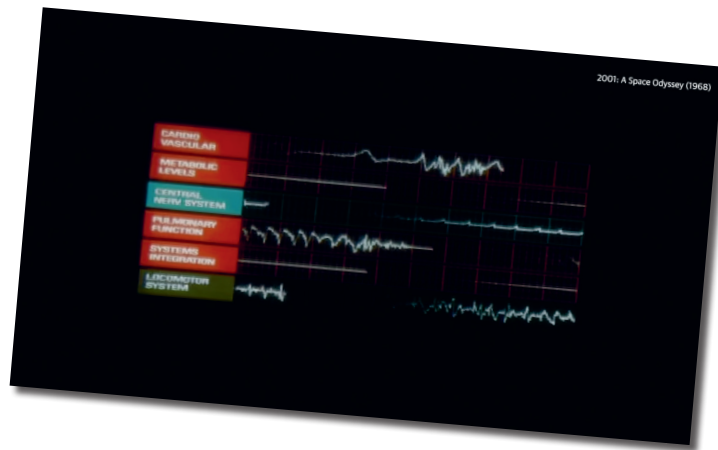 2001: A Space Odyssey (1968)
CARDIO
VASCULAR
METABOLIC
LEVELS
CENTRAL
NERV SYSTEM
PULMONARY
FUNCTION
SYSTEMS
INTEGRATION
LOCOMOTOR
SYSTEM